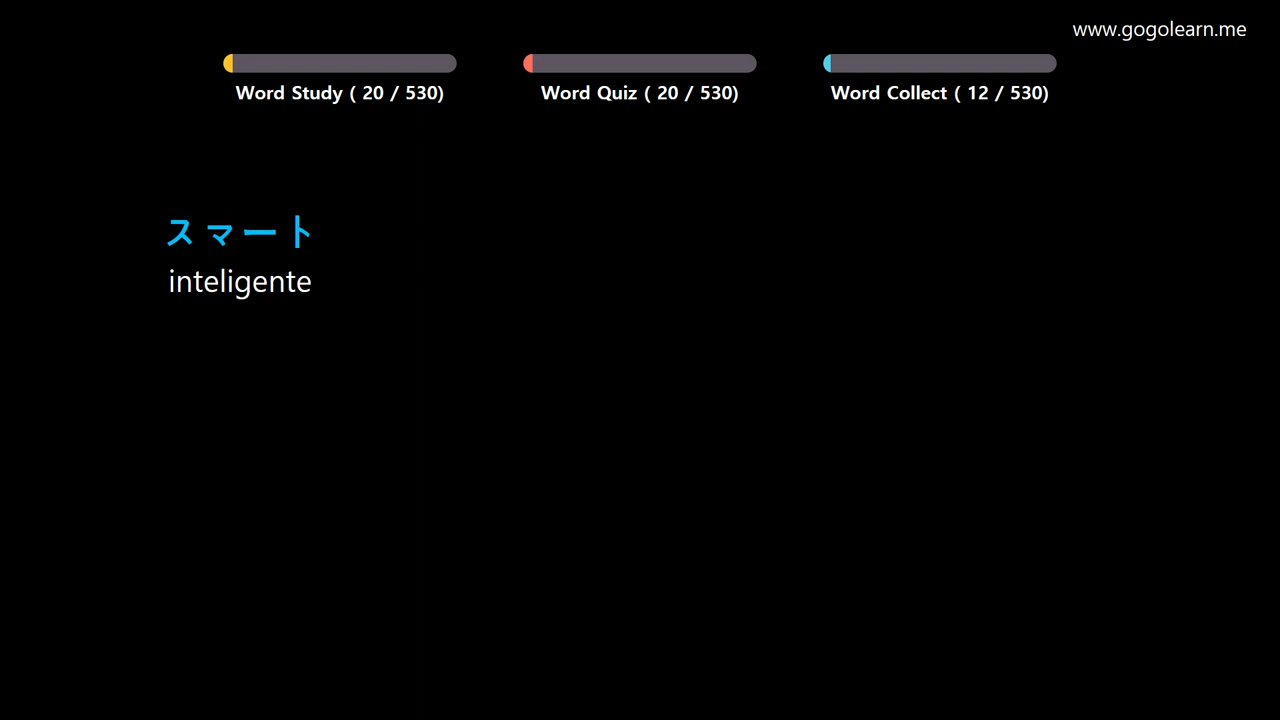 www.gogolearn.me
Word Study ( 20 / 530)
Word Quiz ( 20 / 530)
Word Collect ( 12 / 530)
スマート
inteligente